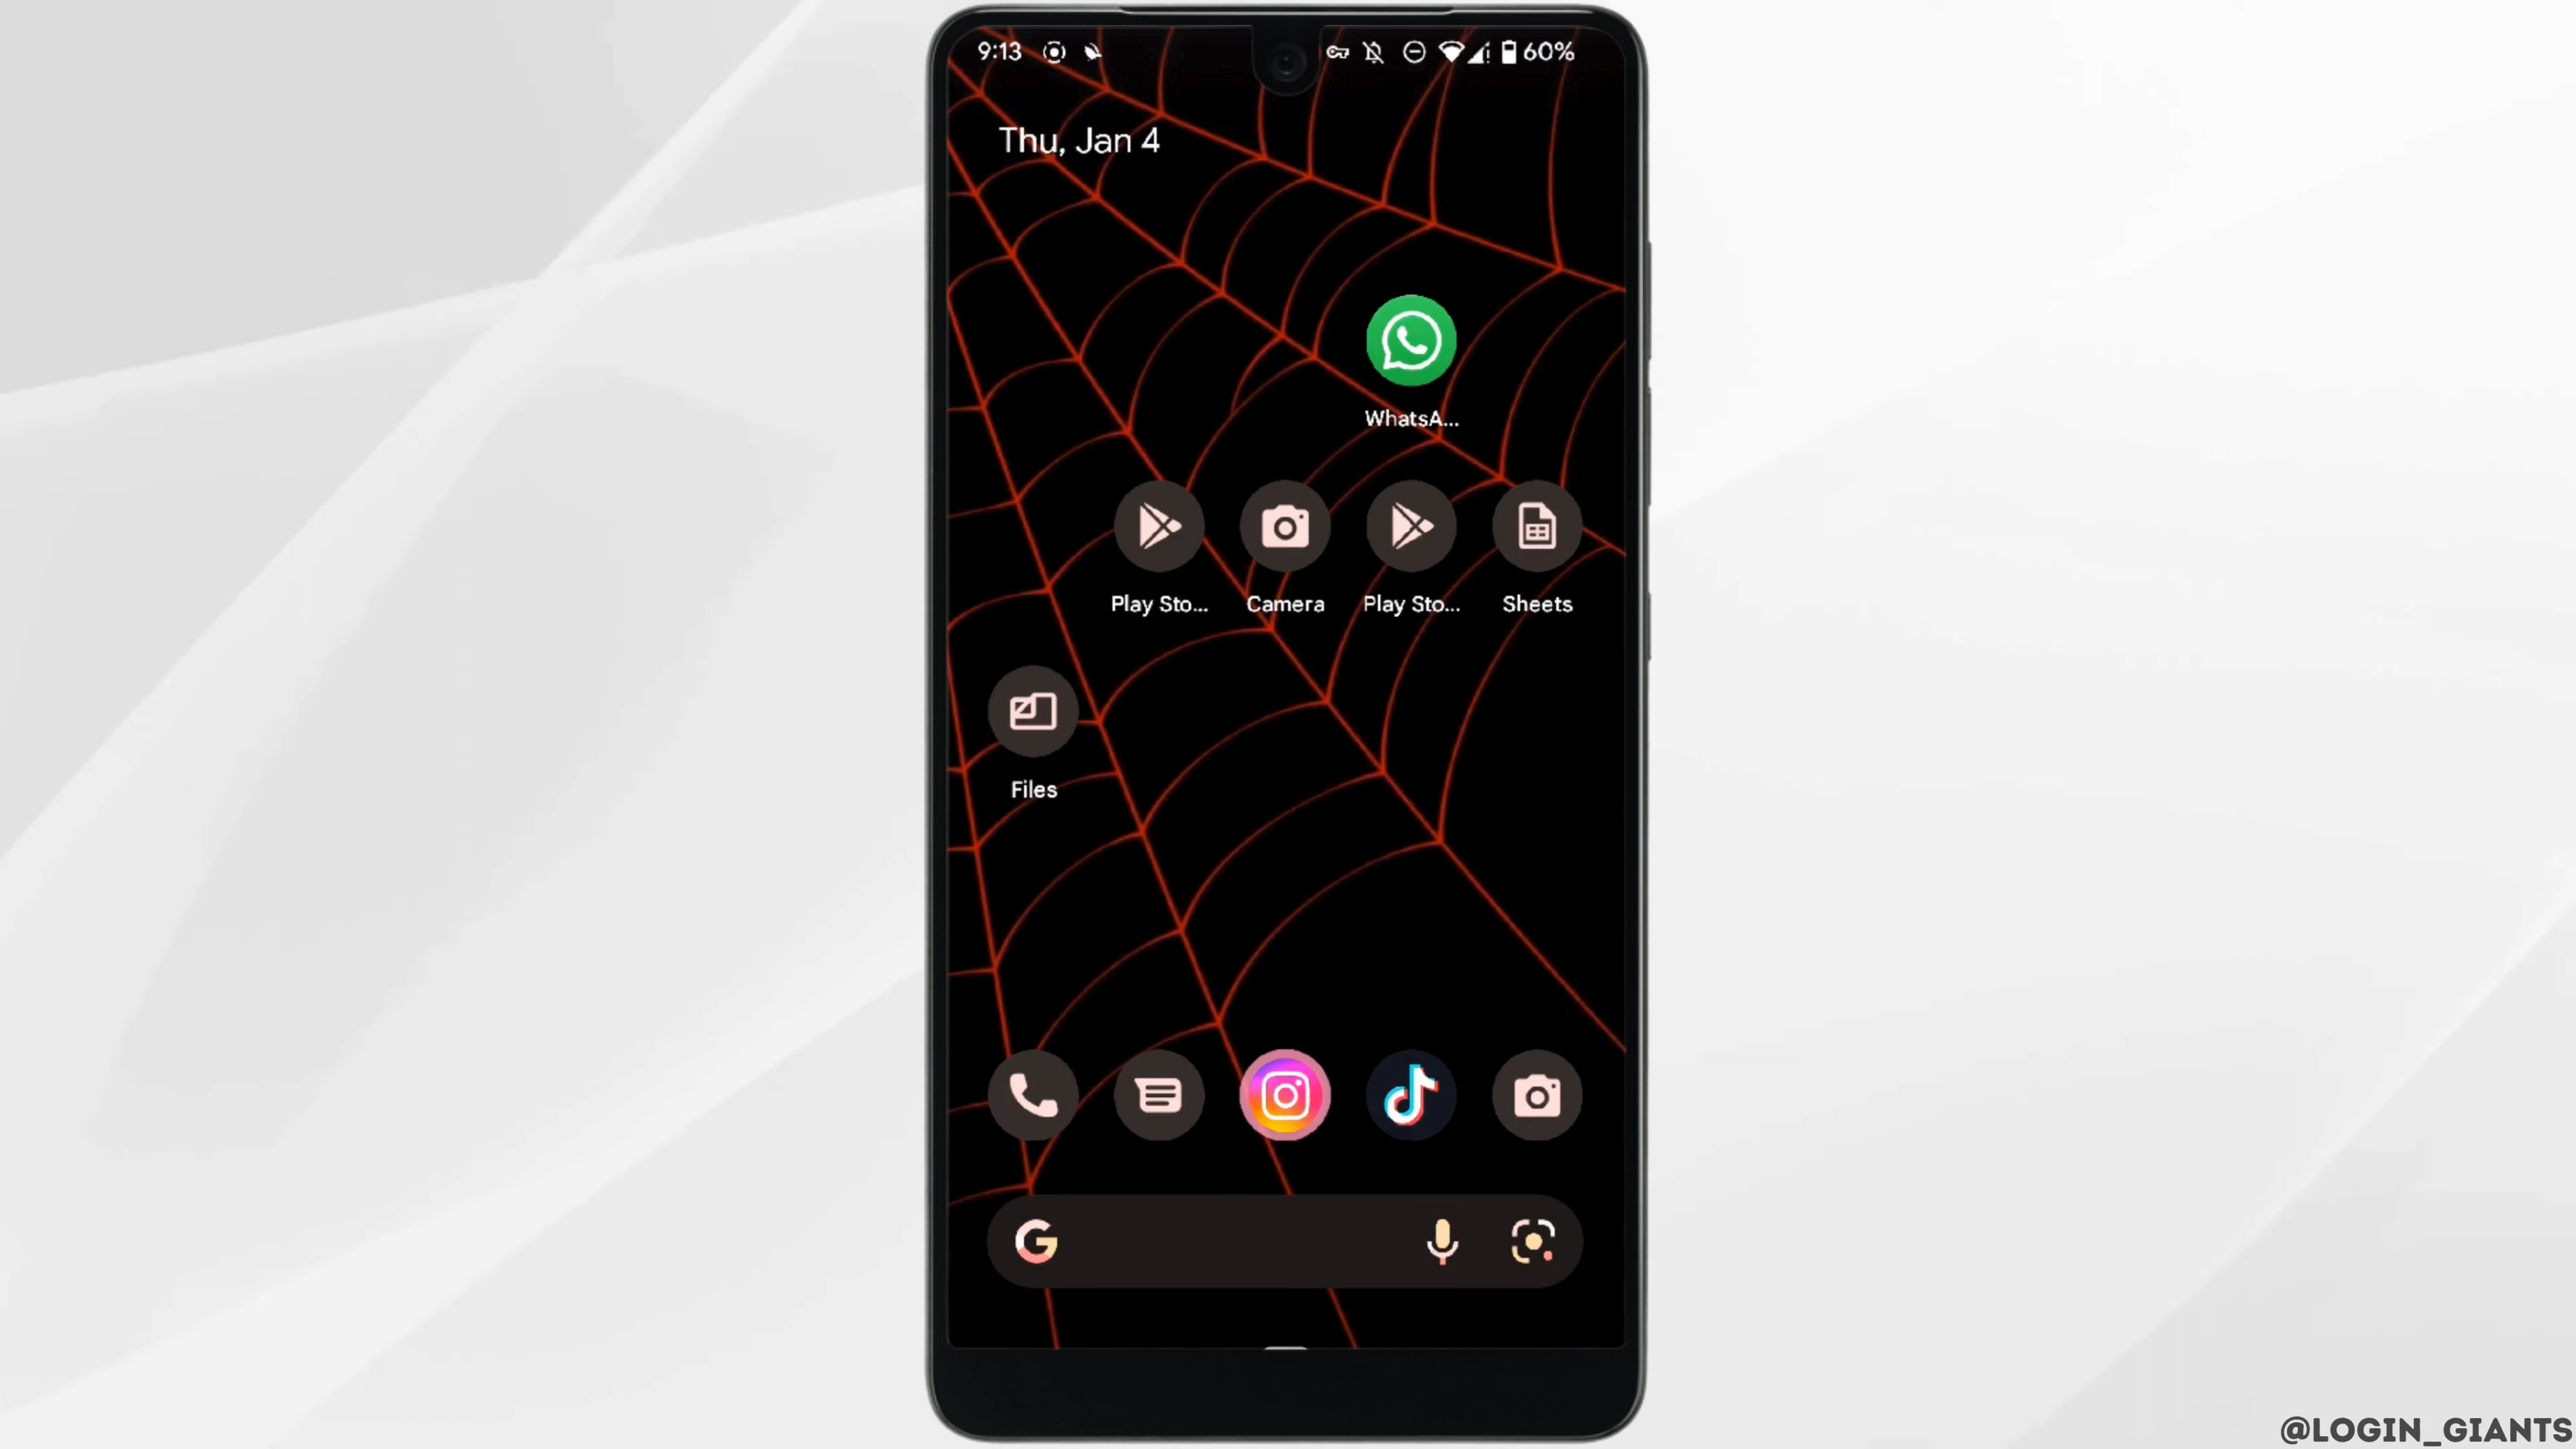 9:13
60%
Thu, Jan 4
WhatsA...
Play Sto...
Camera
Play Sto...
Sheets
Files
@LOGIN_GIANTS